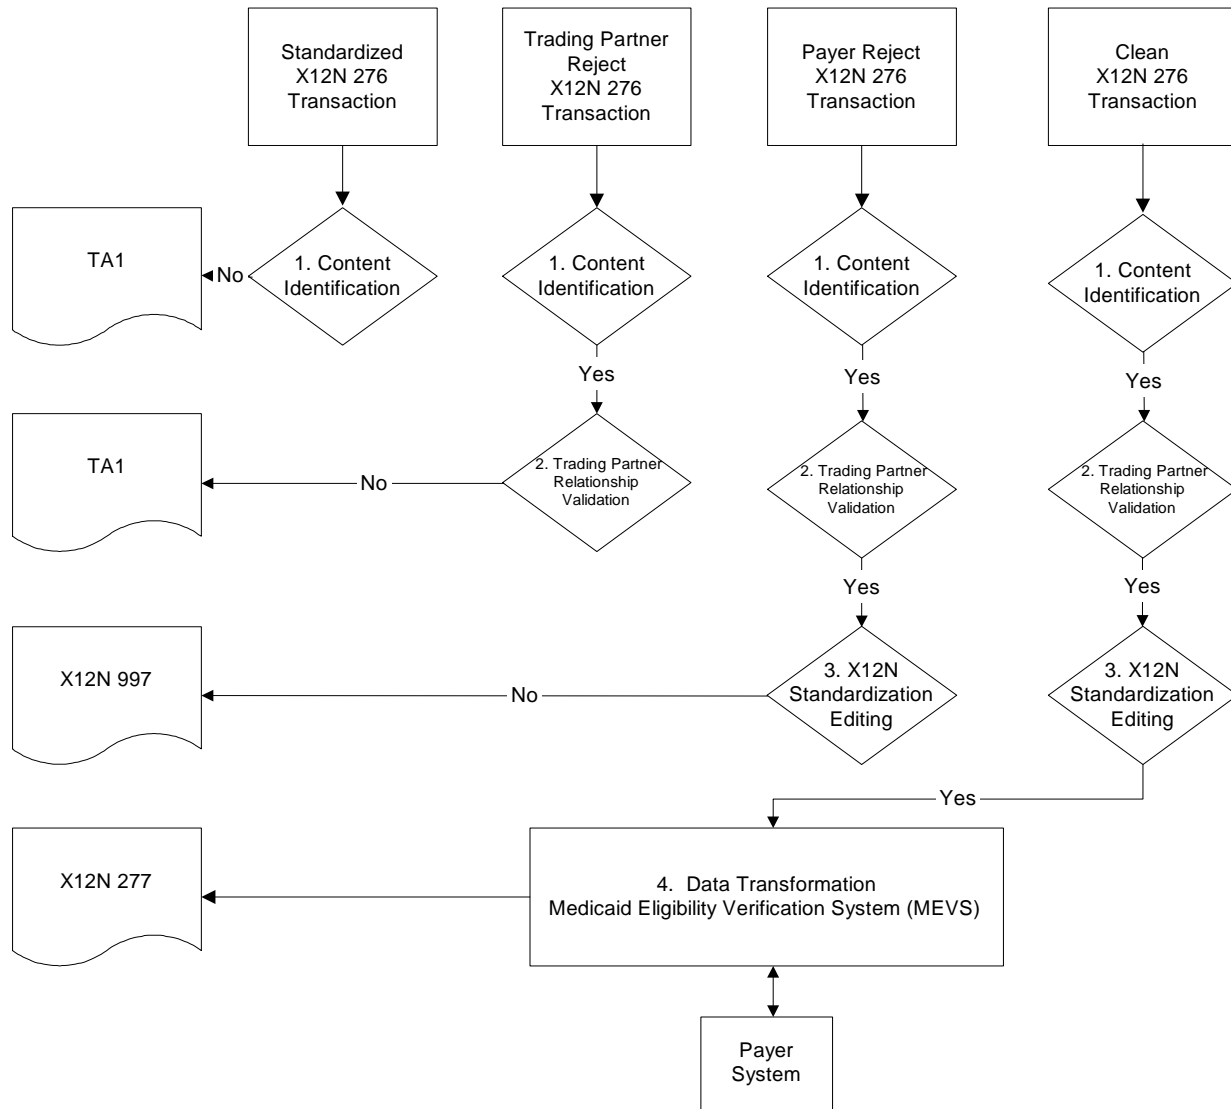 Standardized
X12N 276
Transaction
Trading Partner
Reject
X12N 276
Transaction
Payer Reject
X12N 276
Transaction
Clean
X12N 276
Transaction
TA1
No
1. Content
Identification
1. Content
Identification
1. Content
Identification
1. Content
Identification
Yes
Yes
Yes
TA1
No
2. Trading Partner
Relationship
Validation
2. Trading Partner
Relationship
Validation
2. Trading Partner
Relationship
Validation
Yes
Yes
X12N 997
No
3. X12N
Standardization
Editing
3. X12N
Standardization
Editing
Yes
X12N 277
4. Data Transformation
Medicaid Eligibility Verification System (MEVS)
Payer
System